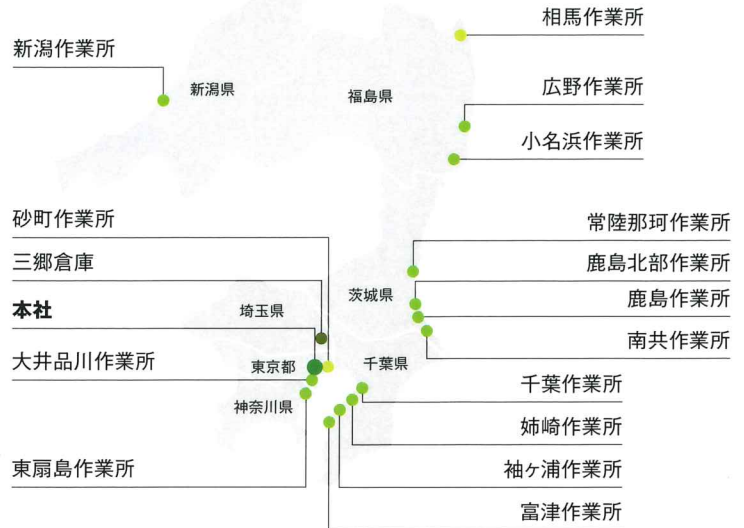 相馬作業所
新潟作業所
新潟県
福島県
広野作業所
小名浜作業所
砂町作業所
常陸那珂作業所
三郷倉庫
鹿島北部作業所
本社
埼玉県
茨城県
鹿島作業所
南共作業所
大井品川作業所
東京都
千葉県
千葉作業所
神奈川県
姉崎作業所
東扇島作業所
袖ヶ浦作業所
富津作業所